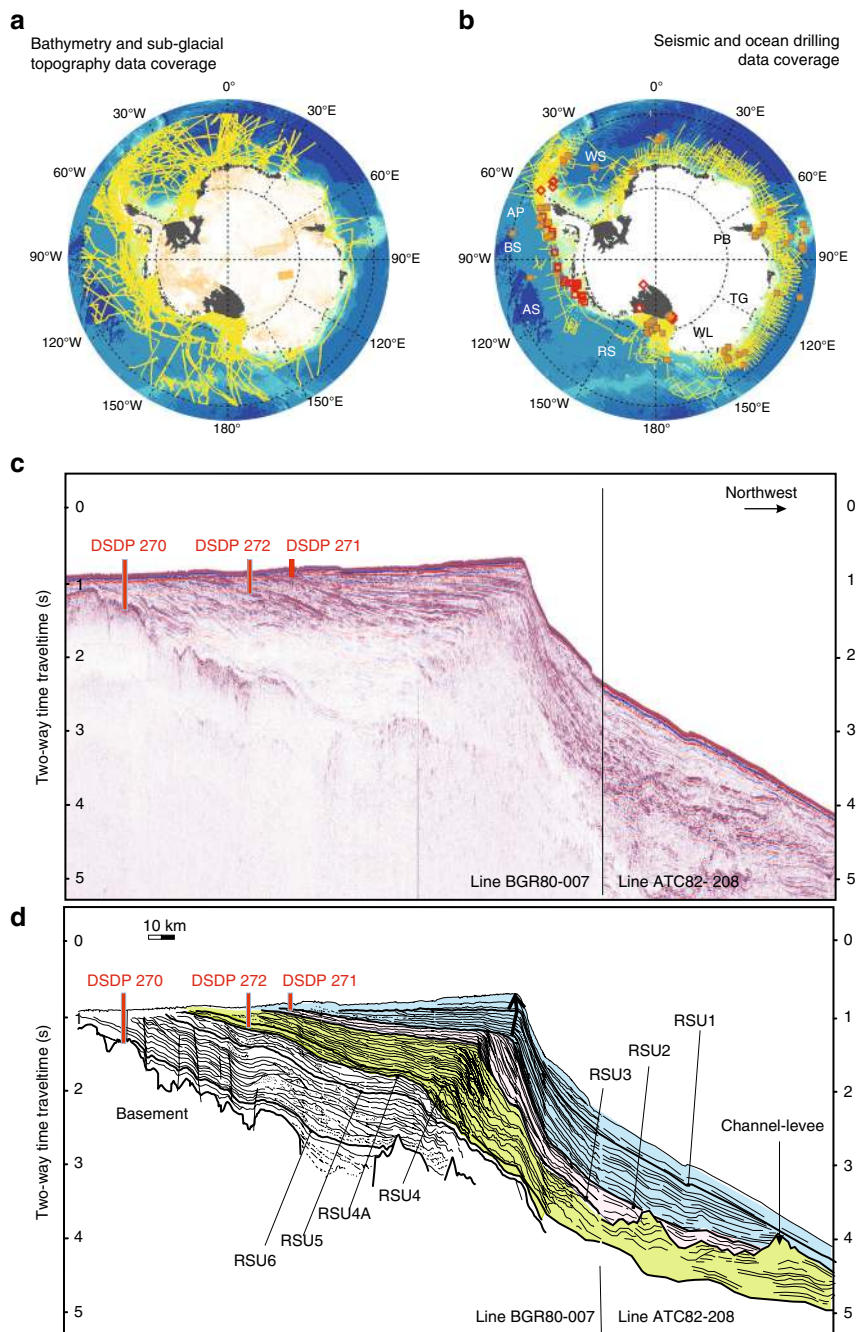 a
Bathymetry and sub-glacial
topography data coverage
0°
30°W
30°E
60°W
60°E
90°W
90°E
120°W
120°E
150°W
150°E
180°
b
Seismic and ocean drilling
data coverage
0°
30°W
30°E
60°W
60°E
90°W
90°E
120°W
120°E
150°W
150°E
180°
WS
AP
BS
AS
RS
PB
TG
WL
c
Northwest
DSDP 270
DSDP 272
DSDP 271
Two-way time traveltime (s)
0
1
2
3
4
5
0
1
2
3
4
5
Line BGR80-007
Line ATC82- 208
d
10 km
DSDP 270
DSDP 272
DSDP 271
Two-way time traveltime (s)
0
1
2
3
4
5
0
1
2
3
4
5
Basement
RSU1
RSU2
RSU3
Channel-levee
RSU4
RSU4A
RSU5
RSU6
Line BGR80-007
Line ATC82-208